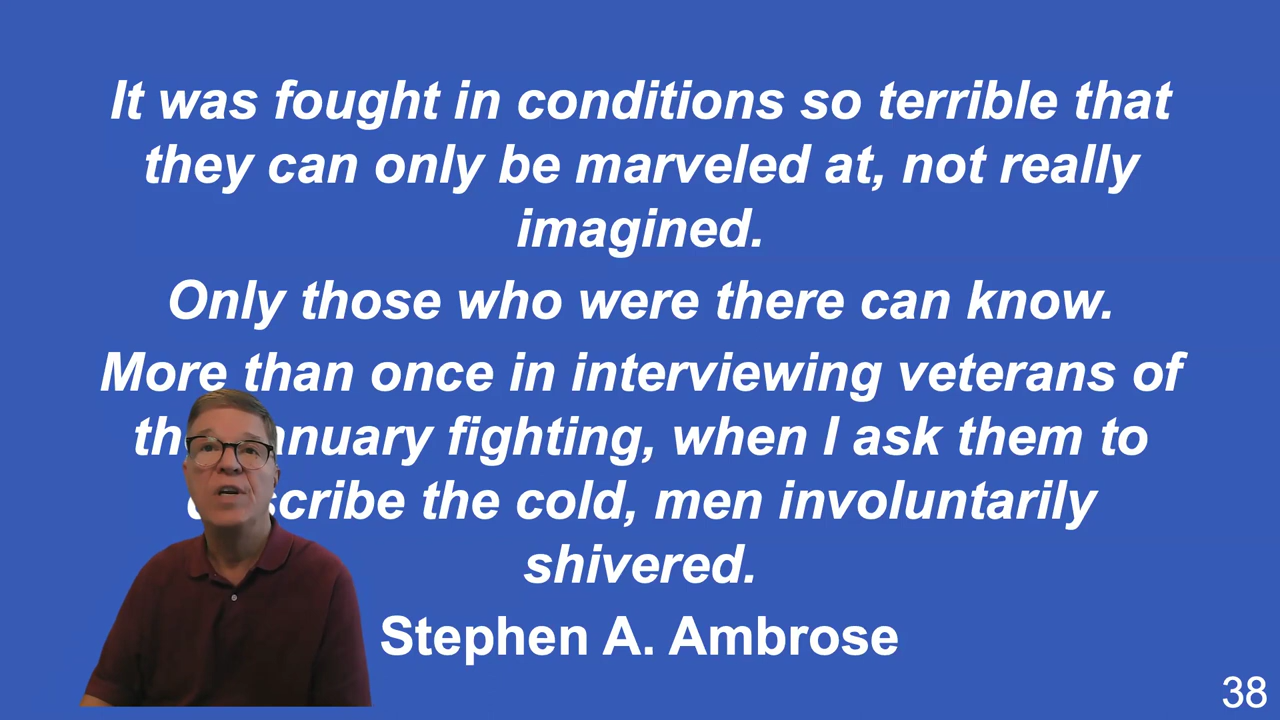 It was fought in conditions so terrible that
they can only be marveled at, not really
imagined.
Only those who were there can know.
More than once in interviewing veterans of
fighting, when I ask them to
the cold, men involuntarily
shivered.
Stephen A. Ambrose
38